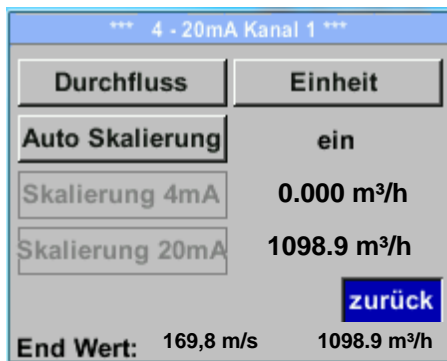 *** 4 - 20mA Kanal 1 ***
Durchfluss Einheit
Auto Skalierung ein
Skalierung 4mA 0.000 m³/h
Skalierung 20mA 1098.9 m³/h
zurück
End Wert: 169,8 m/s 1098.9 m³/h